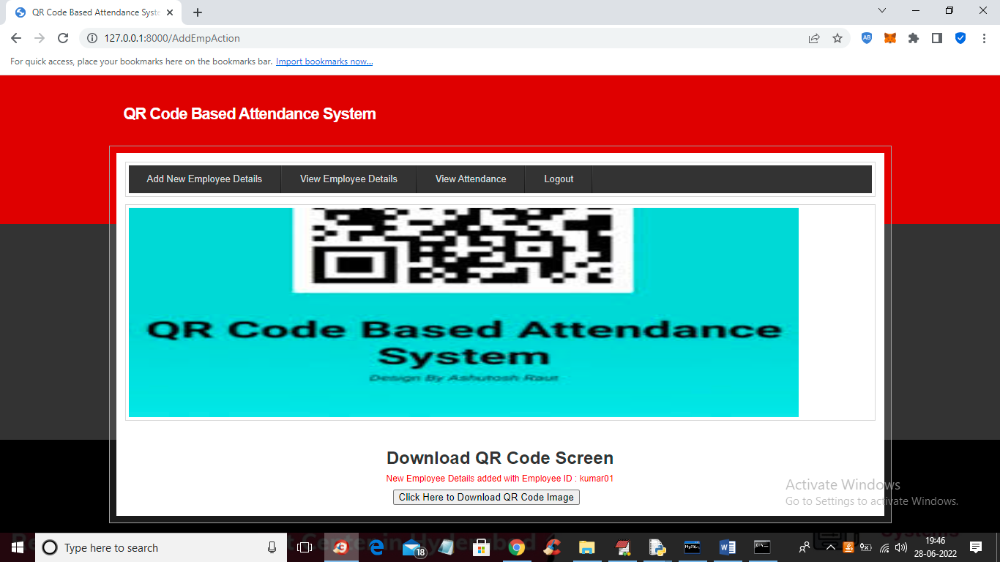 QR Code Based Attendance Syste
127.0.0.1:8000/AddEmpAction
For quick access, place your bookmarks here on the bookmarks bar. Import bookmarks now...
QR Code Based Attendance System
Add New Employee Details View Employee Details View Attendance Logout
QR Code Based Attendance
System
Design By Ashutosh Raut
Download QR Code Screen
New Employee Details added with Employee ID : kumar01
Click Here to Download QR Code Image
Activate Windows
Go to Settings to activate Windows.
Type here to search
18
19:46
28-06-2022